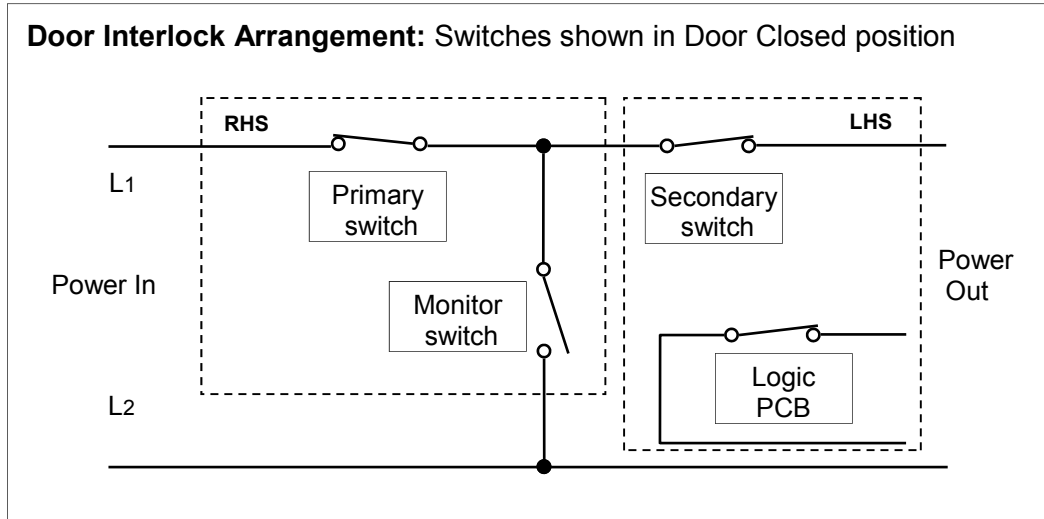 Door Interlock Arrangement: Switches shown in Door Closed position
RHS
LHS
L1
Primary
switch
Secondary
switch
Power In
Monitor
switch
Power
Out
Logic
PCB
L2